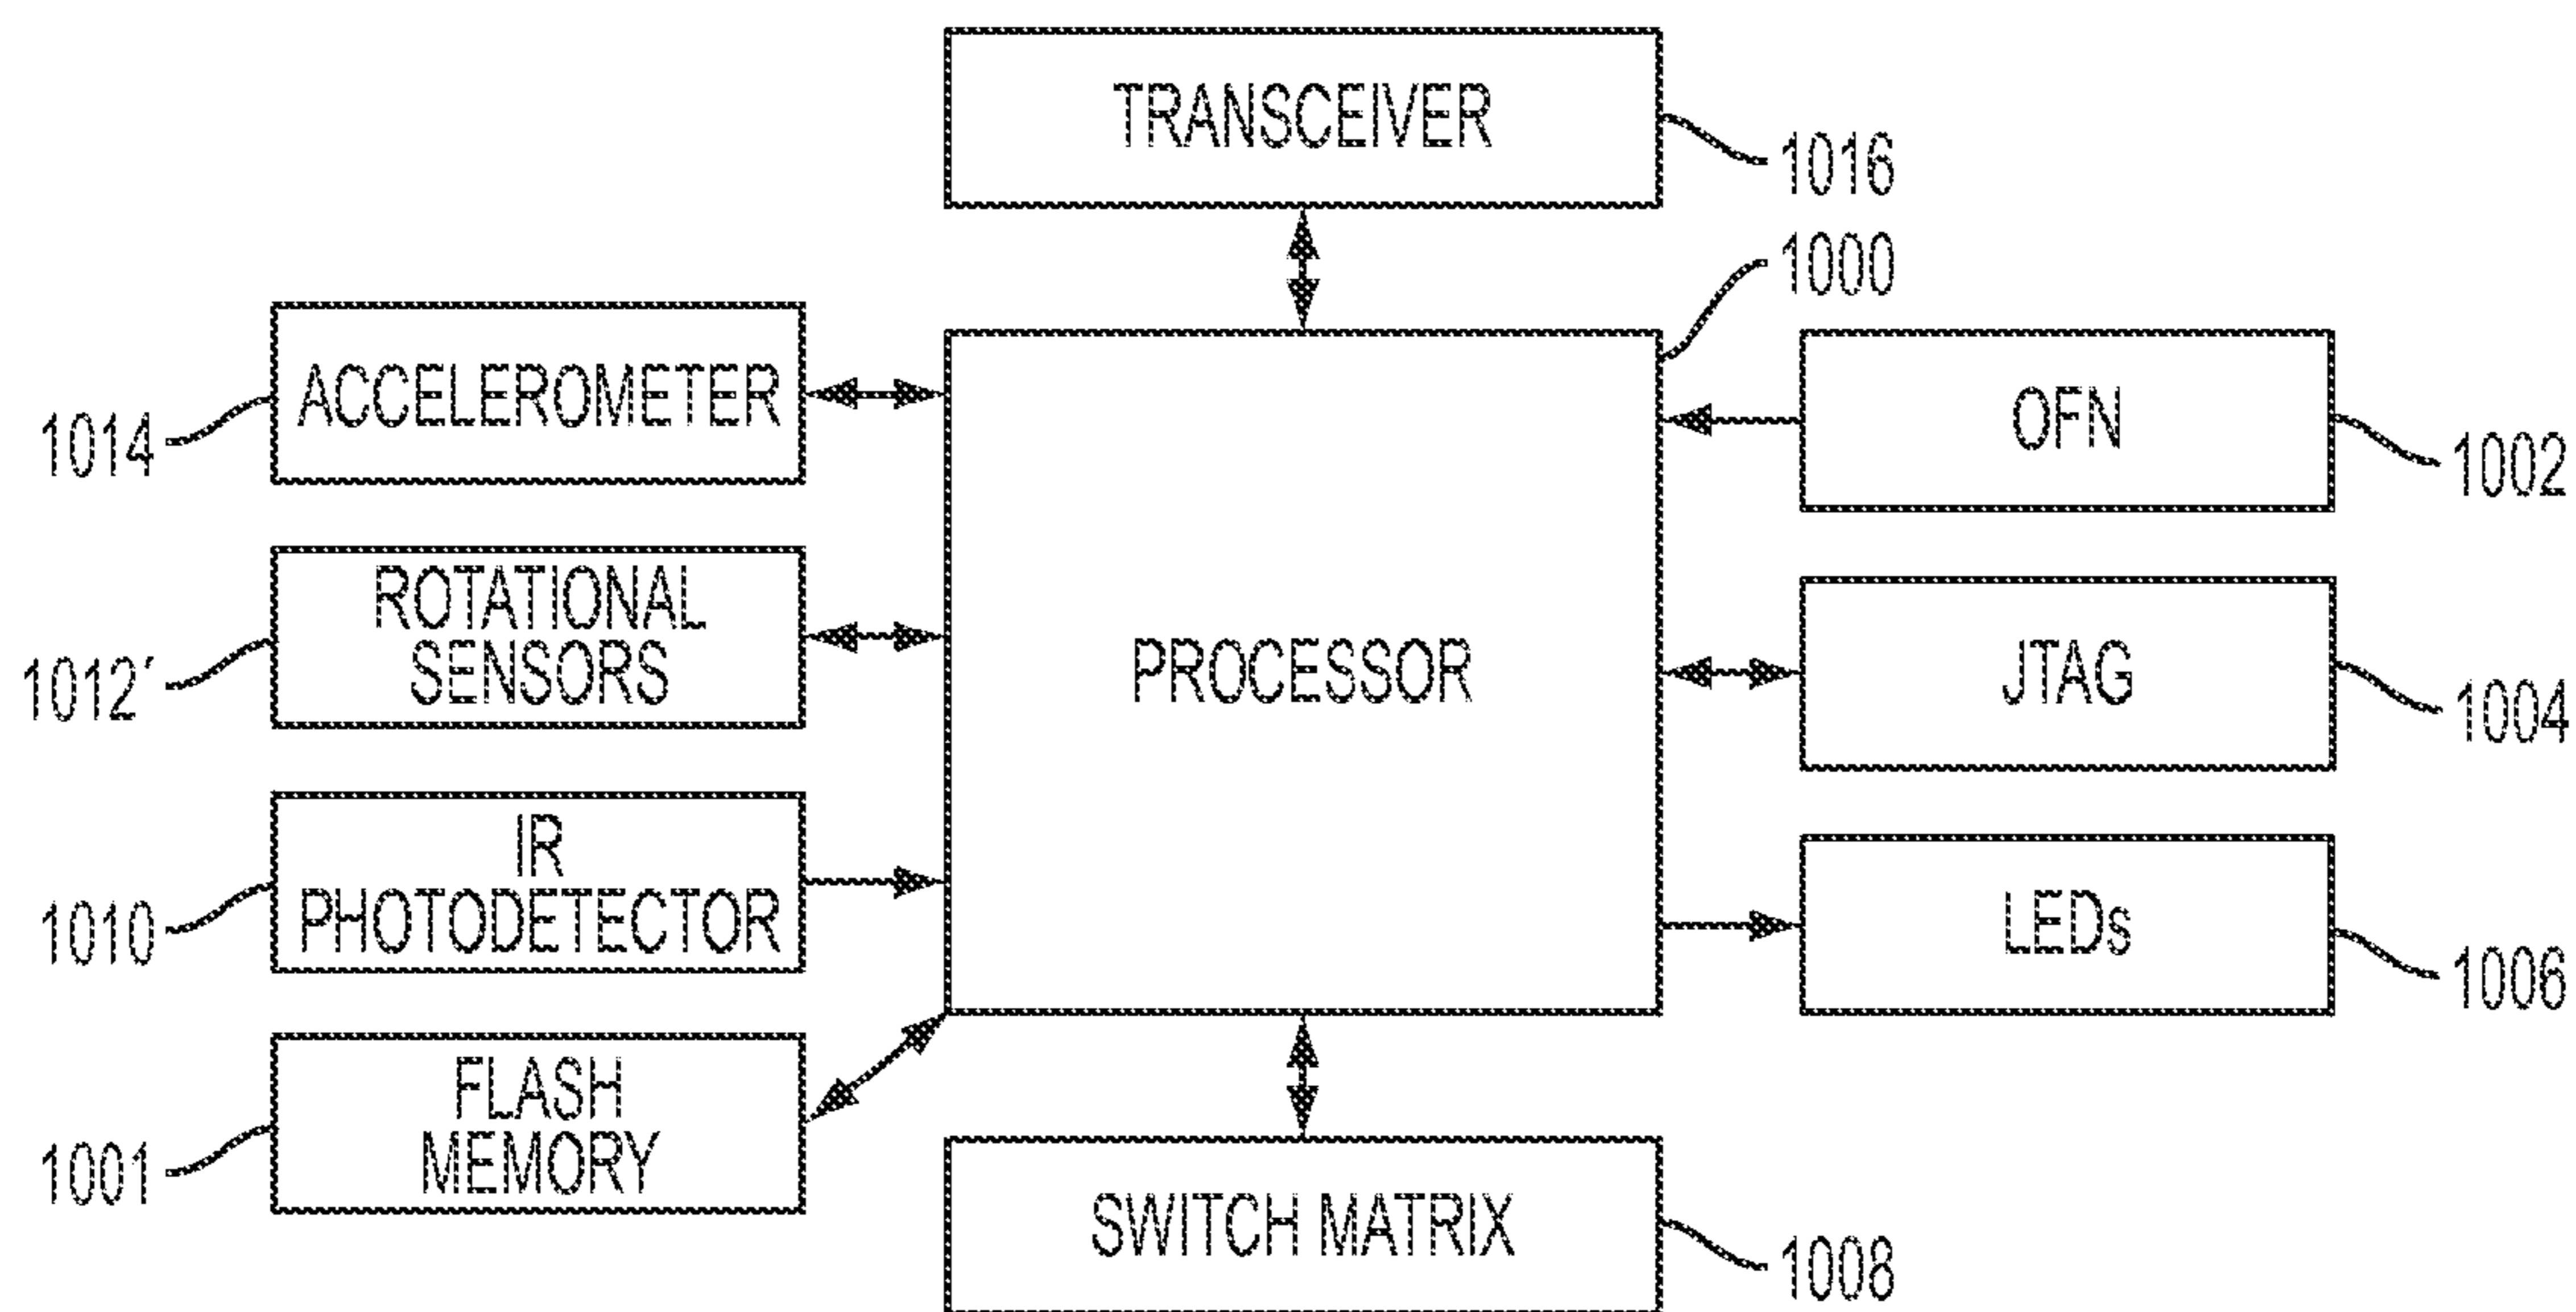 TRANSCEIVER
1016
1000
ACCELEROMETER
1014
OFN
1002
ROTATIONAL
SENSORS
1012′
PROCESSOR
JTAG
1004
IR
PHOTODETECTOR
1010
LEDs
1006
FLASH
MEMORY
1001
SWITCH MATRIX
1008